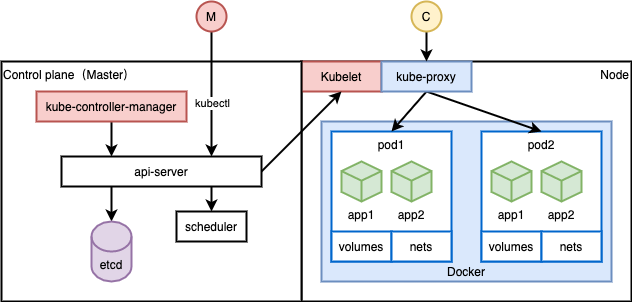 M
C
Control plane（Master）
Kubelet
kube-proxy
Node
kube-controller-manager
kubectl
api-server
etcd
scheduler
pod1
app1
app2
volumes
nets
pod2
app1
app2
volumes
nets
Docker